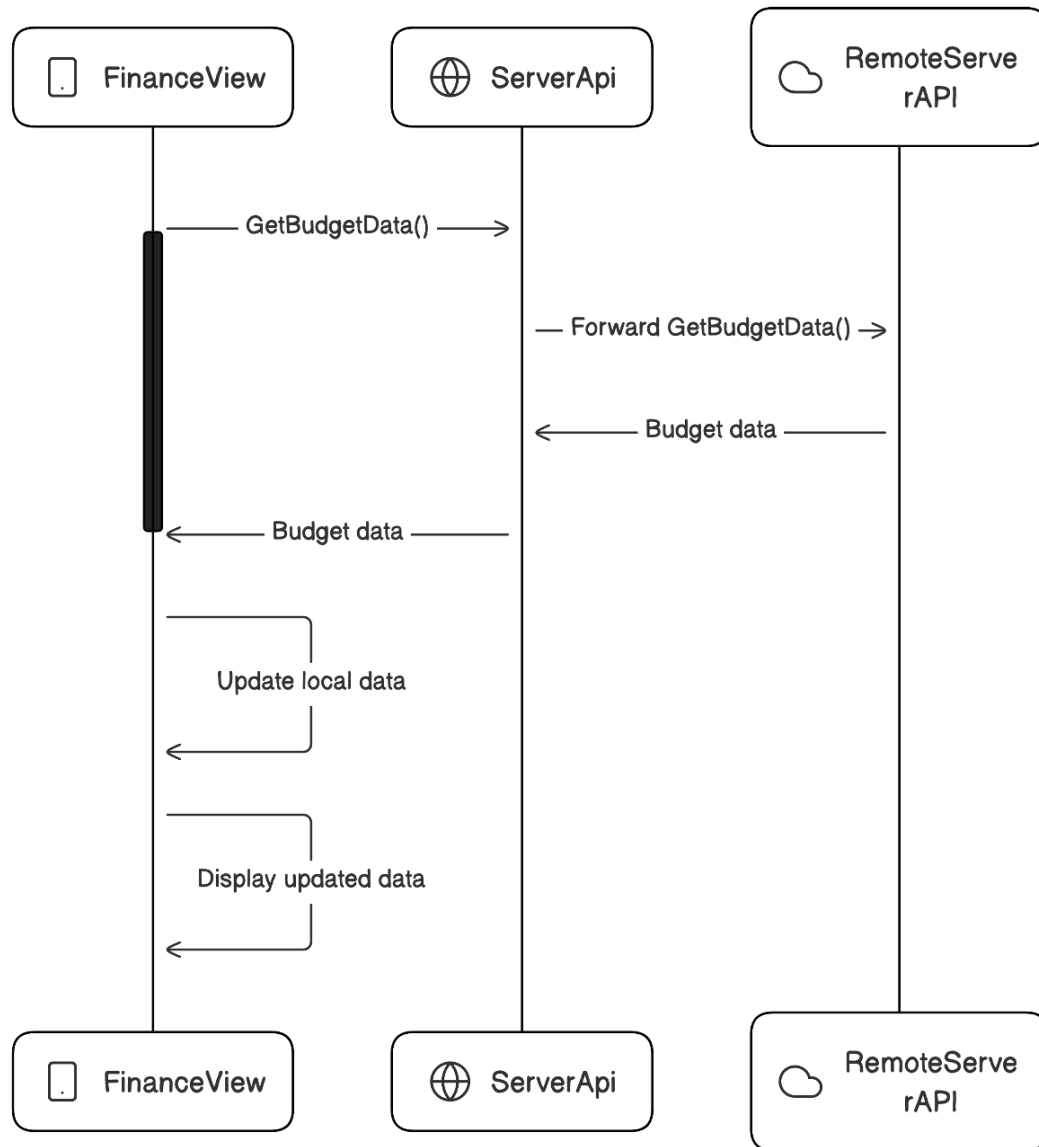 FinanceView
ServerApi
RemoteServe
rAPI
GetBudgetData()
Forward GetBudgetData()
Budget data
Budget data
Update local data
Display updated data
FinanceView
ServerApi
RemoteServe
rAPI